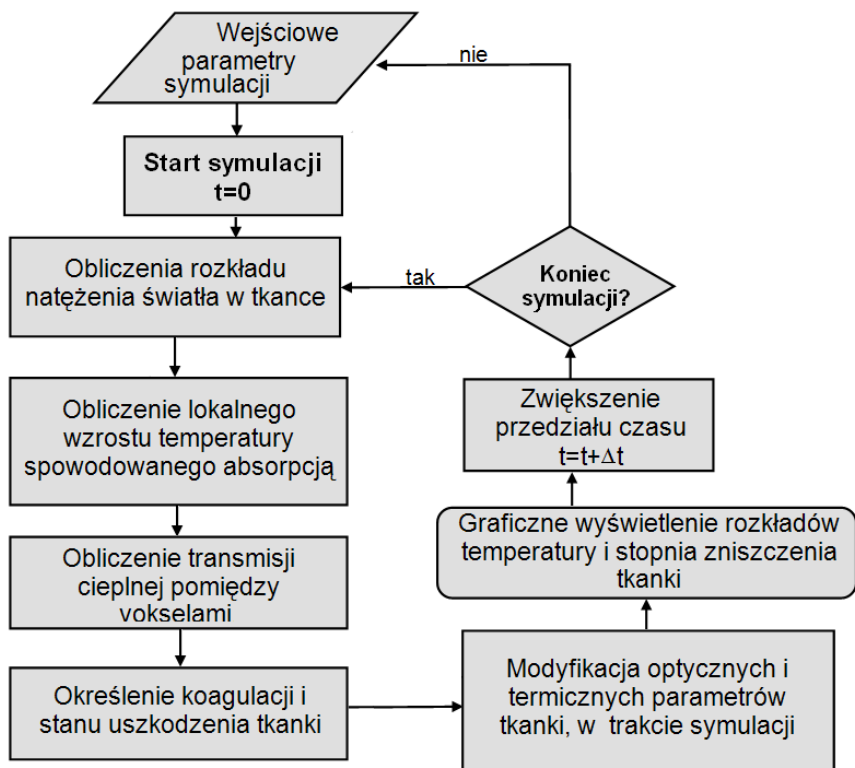 Wejściowe
parametry
symulacji
nie
Start symulacji
t=0
Obliczenia rozkładu
natężenia światła w tkance
tak
Koniec
symulacji?
Obliczenie lokalnego
wzrostu temperatury
spowodowanego absorpcją
Zwiększenie
przedziału czasu
t=t+Δt
Graficzne wyświetlenie rozkładów
temperatury i stopnia zniszczenia
tkanki
Obliczenie transmisji
cieplnej pomiędzy
vokselami
Określenie koagulacji i
stanu uszkodzenia tkanki
Modyfikacja optycznych i
termicznych parametrów
tkanki, w trakcie symulacji